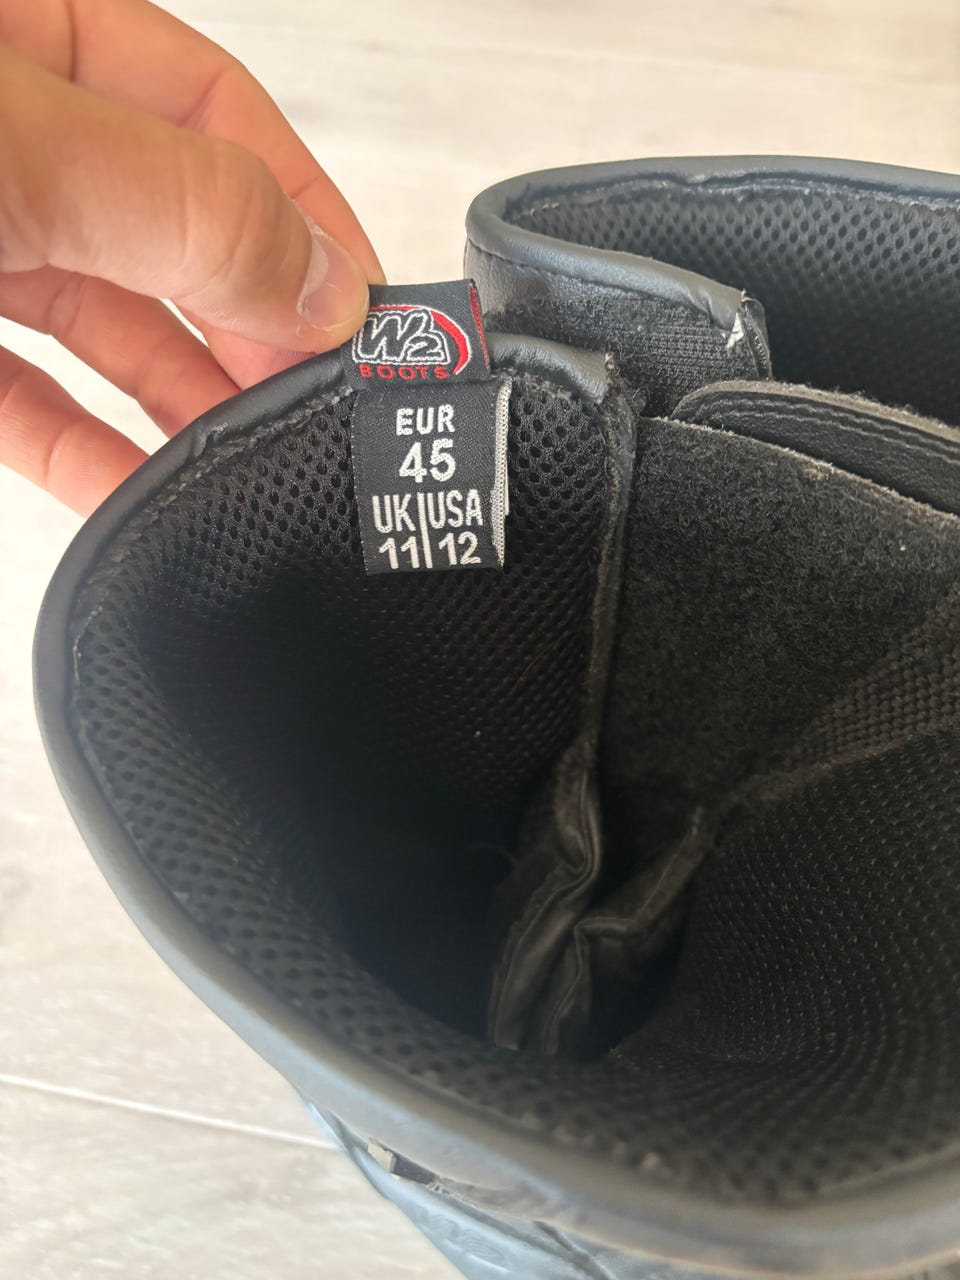 W2
BOOTS
EUR
45
UK|USA
11|12